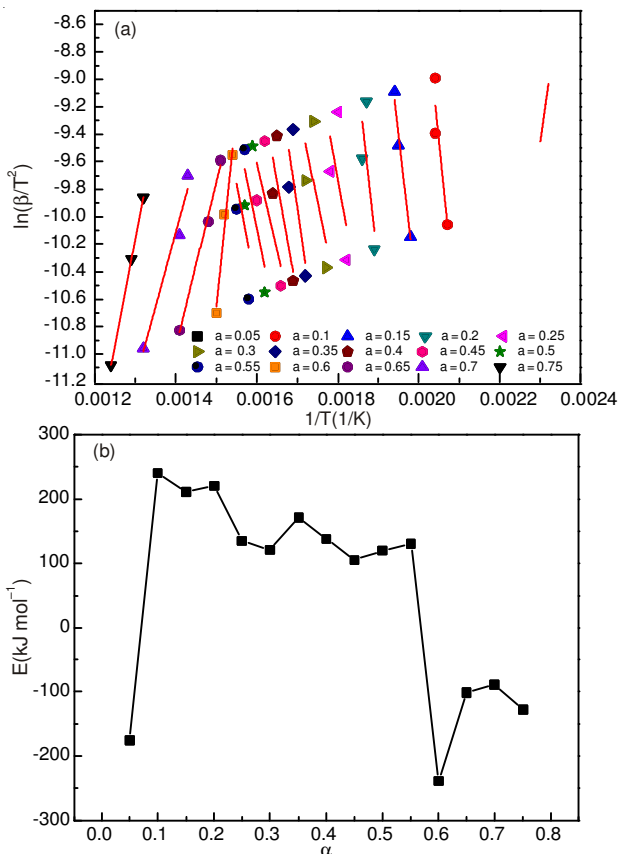 (a)
-8.6
-8.8
-9.0
-9.2
-9.4
-9.6
-9.8
-10.0
-10.2
-10.4
-10.6
-10.8
-11.0
-11.2
ln(β/T²)
a = 0.05 a = 0.1 a = 0.15 a = 0.2 a = 0.25
a = 0.3 a = 0.35 a = 0.4 a = 0.45 a = 0.5
a = 0.55 a = 0.6 a = 0.65 a = 0.7 a = 0.75
0.0012 0.0014 0.0016 0.0018 0.0020 0.0022 0.0024
1/T(1/K)
(b)
300
200
100
0
-100
-200
-300
E(kJ mol⁻¹)
0.0 0.1 0.2 0.3 0.4 0.5 0.6 0.7 0.8
α